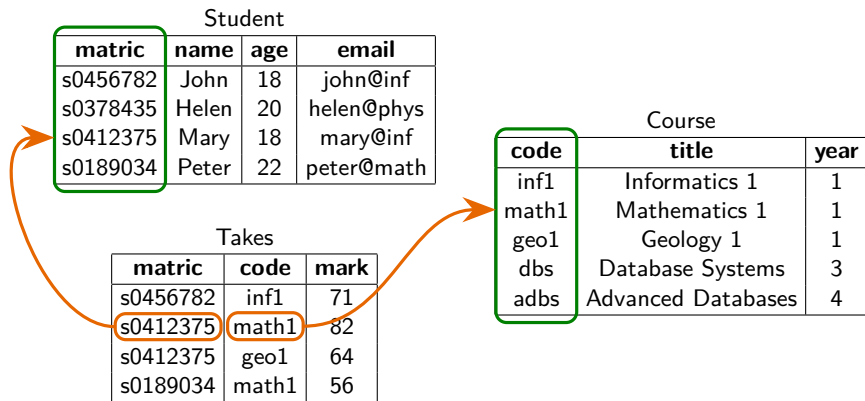 Student
matric name age email
s0456782 John 18 john@inf
s0378435 Helen 20 helen@phys
s0412375 Mary 18 mary@inf
s0189034 Peter 22 peter@math
Course
code title year
inf1 Informatics 1 1
math1 Mathematics 1 1
geo1 Geology 1 1
dbs Database Systems 3
adbs Advanced Databases 4
Takes
matric code mark
s0456782 inf1 71
s0412375 math1 82
s0412375 geo1 64
s0189034 math1 56